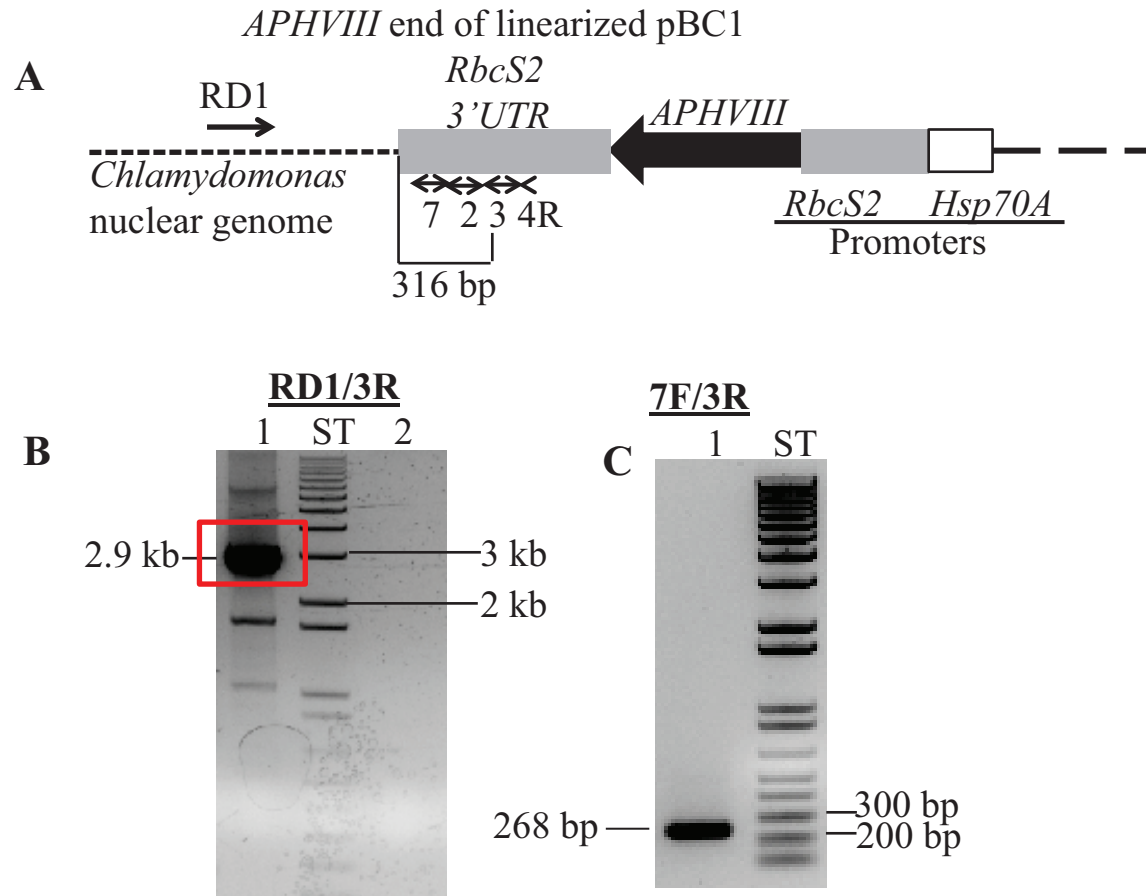 APHVIII end of linearized pBC1
A
RbcS2
3’UTR
RD1
APHVIII
Chlamydomonas
nuclear genome
7 2 3 4R
316 bp
RbcS2 Hsp70A
Promoters
RD1/3R
1 ST 2
B
2.9 kb
3 kb
2 kb
7F/3R
1 ST
C
268 bp
300 bp
200 bp